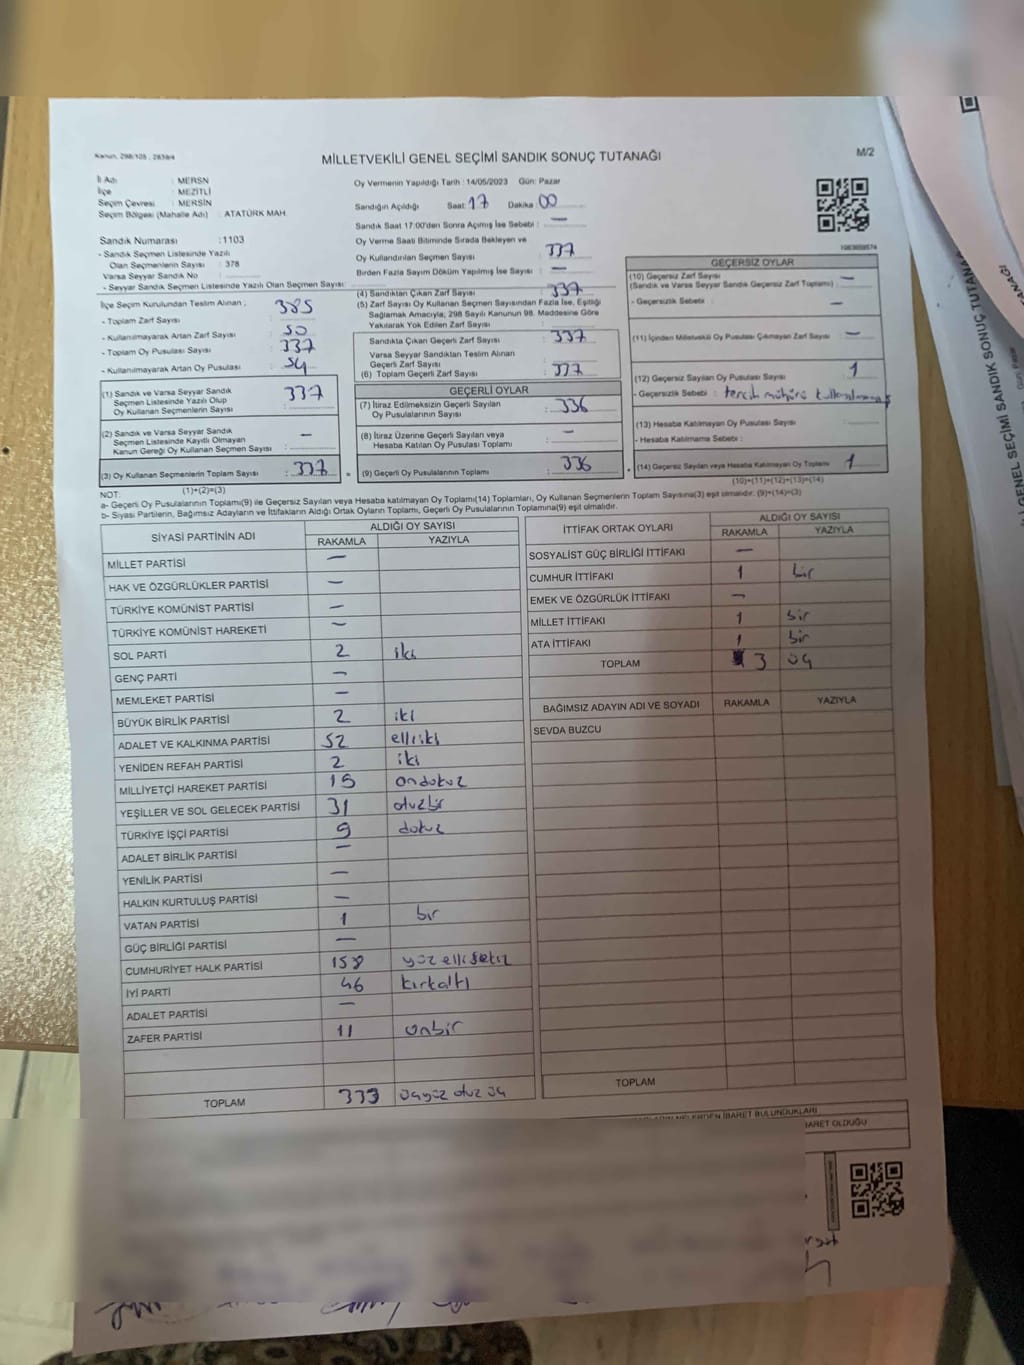 Kanun, 298/105 , 2839/4
MİLLETVEKİLİ GENEL SEÇİMİ SANDIK SONUÇ TUTANAĞI
M/2
İl Adı : MERSN
İlçe : MEZİTLİ
Seçim Çevresi : MERSİN
Seçim Bölgesi (Mahalle Adı) : ATATÜRK MAH.
Oy Vermenin Yapıldığı Tarih : 14/05/2023 Gün: Pazar
Sandığın Açıldığı Saat: 17 Dakika 00
Sandık Saat 17:00'den Sonra Açımış İse Sebebi : —
Sandık Numarası : 1103
- Sandık Seçmen Listesinde Yazılı
Olan Seçmenlerin Sayısı : 378
Varsa Seyyar Sandık No :
- Seyyar Sandık Seçmen Listesinde Yazılı Olan Seçmen Sayısı:
Oy Verme Saati Bitiminde Sırada Bekleyen ve
Oy Kullandırılan Seçmen Sayısı : 337
Birden Fazla Sayım Döküm Yapılmış İse Sayısı : —
İlçe Seçim Kurulundan Teslim Alınan ;
- Toplam Zarf Sayısı : 385
- Kullanılmayarak Artan Zarf Sayısı : 50
- Toplam Oy Pusulası Sayısı : 337
- Kullanılmayarak Artan Oy Pusulası : 54
(1) Sandık ve Varsa Seyyar Sandık
Seçmen Listesinde Yazılı Olup
Oy Kullanan Seçmenlerin Sayısı : 337
(2) Sandık ve Varsa Seyyar Sandık
Seçmen Listesinde Kayıtlı Olmayan
Kanun Gereği Oy Kullanan Seçmen Sayısı : —
(3) Oy Kullanan Seçmenlerin Toplam Sayısı : 337 =
(1)+(2)=(3)
(4) Sandıktan Çıkan Zarf Sayısı : 337
(5) Zarf Sayısı Oy Kullanan Seçmen Sayısından Fazla İse, Eşitliği
Sağlamak Amacıyla; 298 Sayılı Kanunun 98. Maddesine Göre
Yakılarak Yok Edilen Zarf Sayısı :
Sandıkta Çıkan Geçerli Zarf Sayısı : 337
Varsa Seyyar Sandıktan Teslim Alınan
Geçerli Zarf Sayısı :
(6) Toplam Geçerli Zarf Sayısı : 337
GEÇERLİ OYLAR
(7) İtiraz Edilmeksizin Geçerli Sayılan
Oy Pusulalarının Sayısı : 336
(8) İtiraz Üzerine Geçerli Sayılan veya
Hesaba Katılan Oy Pusulası Toplamı : —
(9) Geçerli Oy Pusulalarının Toplamı : 336
1083659574
GEÇERSİZ OYLAR
(10) Geçersiz Zarf Sayısı : —
(Sandık ve Varsa Seyyar Sandık Geçersiz Zarf Toplamı)
- Geçersizlik Sebebi : —
(11) İçinden Milletvekili Oy Pusulası Çıkmayan Zarf Sayısı : —
(12) Geçersiz Sayılan Oy Pusulası Sayısı : 1
- Geçersizlik Sebebi : tercih mühürü kullanılmamış
(13) Hesaba Katılmayan Oy Pusulası Sayısı :
- Hesaba Katılmama Sebebi :
(14) Geçersiz Sayılan veya Hesaba Katılmayan Oy Toplamı : 1
(10)+(11)+(12)+(13)=(14)
NOT:
a- Geçerli Oy Pusulalarının Toplamı(9) ile Geçersiz Sayılan veya Hesaba katılmayan Oy Toplamı(14) Toplamları, Oy Kullanan Seçmenlerin Toplam Sayısına(3) eşit olmalıdır. (9)+(14)=(3)
b- Siyasi Partilerin, Bağımsız Adayların ve İttifakların Aldığı Ortak Oyların Toplamı, Geçerli Oy Pusulalarının Toplamına(9) eşit olmalıdır.
SİYASİ PARTİNİN ADI ALDIĞI OY SAYISI
RAKAMLA YAZIYLA
MİLLET PARTİSİ —
HAK VE ÖZGÜRLÜKLER PARTİSİ —
TÜRKİYE KOMÜNİST PARTİSİ —
TÜRKİYE KOMÜNİST HAREKETİ —
SOL PARTİ 2 iki
GENÇ PARTİ —
MEMLEKET PARTİSİ —
BÜYÜK BİRLİK PARTİSİ 2 iki
ADALET VE KALKINMA PARTİSİ 52 elliiki
YENİDEN REFAH PARTİSİ 2 iki
MİLLİYETÇİ HAREKET PARTİSİ 19 ondokuz
YEŞİLLER VE SOL GELECEK PARTİSİ 31 otuzbir
TÜRKİYE İŞÇİ PARTİSİ 9 dokuz
ADALET BİRLİK PARTİSİ —
YENİLİK PARTİSİ —
HALKIN KURTULUŞ PARTİSİ —
VATAN PARTİSİ 1 bir
GÜÇ BİRLİĞİ PARTİSİ —
CUMHURİYET HALK PARTİSİ 158 yüz elli sekiz
İYİ PARTİ 46 kırkaltı
ADALET PARTİSİ —
ZAFER PARTİSİ 11 onbir
TOPLAM 333 üçyüz otuz üç
İTTİFAK ORTAK OYLARI ALDIĞI OY SAYISI
RAKAMLA YAZIYLA
SOSYALİST GÜÇ BİRLİĞİ İTTİFAKI —
CUMHUR İTTİFAKI 1 bir
EMEK VE ÖZGÜRLÜK İTTİFAKI —
MİLLET İTTİFAKI 1 bir
ATA İTTİFAKI 1 bir
TOPLAM 3 üç
BAĞIMSIZ ADAYIN ADI VE SOYADI RAKAMLA YAZIYLA
SEVDA BUZCU
TOPLAM
İBARET BULUNDUKLARI
BARET OLDUĞU
GENEL SEÇİMİ SANDIK SONUÇ TUTANAĞI